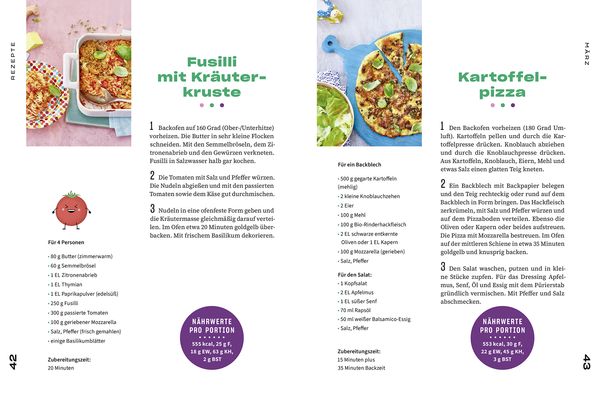 REZEPTE
42
Fusilli
mit Kräuter-
kruste
1 Backofen auf 160 Grad (Ober-/Unterhitze)
vorheizen. Die Butter in sehr kleine Flocken
schneiden. Mit den Semmelbröseln, dem Zi-
tronenabrieb und den Gewürzen verkneten.
Fusilli in Salzwasser halb gar kochen.
2 Die Tomaten mit Salz und Pfeffer würzen.
Die Nudeln abgießen und mit den passierten
Tomaten sowie dem Käse gut durchmischen.
3 Nudeln in eine ofenfeste Form geben und
die Kräutermasse gleichmäßig darauf vertei-
len. Im Ofen etwa 20 Minuten goldgelb über-
backen. Mit frischem Basilikum dekorieren.
Für 4 Personen
• 80 g Butter (zimmerwarm)
• 60 g Semmelbrösel
• 1 EL Zitronenabrieb
• 1 EL Thymian
• 1 EL Paprikapulver (edelsüß)
• 250 g Fusilli
• 300 g passierte Tomaten
• 100 g geriebener Mozzarella
• Salz, Pfeffer (frisch gemahlen)
• einige Basilikumblätter
Zubereitungszeit:
20 Minuten
NÄHRWERTE
PRO PORTION
555 kcal, 25 g F,
18 g EW, 63 g KH,
2 g BST
MÄRZ
43
Kartoffel-
pizza
Für ein Backblech
• 500 g gegarte Kartoffeln
(mehlig)
• 2 kleine Knoblauchzehen
• 2 Eier
• 100 g Mehl
• 100 g Bio-Rinderhackfleisch
• 2 EL schwarze entkernte
Oliven oder 1 EL Kapern
• 100 g Mozzarella (gerieben)
• Salz, Pfeffer
Für den Salat:
• 1 Kopfsalat
• 2 EL Apfelmus
• 1 EL süßer Senf
• 70 ml Rapsöl
• 50 ml weißer Balsamico-Essig
• Salz, Pfeffer
Zubereitungszeit:
15 Minuten plus
35 Minuten Backzeit
1 Den Backofen vorheizen (180 Grad Um-
luft). Kartoffeln pellen und durch die Kar-
toffelpresse drücken. Knoblauch abziehen
und durch die Knoblauchpresse drücken.
Aus Kartoffeln, Knoblauch, Eiern, Mehl und
etwas Salz einen glatten Teig kneten.
2 Ein Backblech mit Backpapier belegen
und den Teig rechteckig oder rund auf dem
Backblech in Form bringen. Das Hackfleisch
zerkrümeln, mit Salz und Pfeffer würzen und
auf dem Pizzaboden verteilen. Ebenso die
Oliven oder Kapern oder beides aufstreuen.
Die Pizza mit Mozzarella bestreuen. Im Ofen
auf der mittleren Schiene in etwa 35 Minuten
goldgelb und knusprig backen.
3 Den Salat waschen, putzen und in klei-
ne Stücke zupfen. Für das Dressing Apfel-
mus, Senf, Öl und Essig mit dem Pürierstab
gründlich vermischen. Mit Pfeffer und Salz
abschmecken.
NÄHRWERTE
PRO PORTION
553 kcal, 30 g F,
22 g EW, 45 g KH,
3 g BST